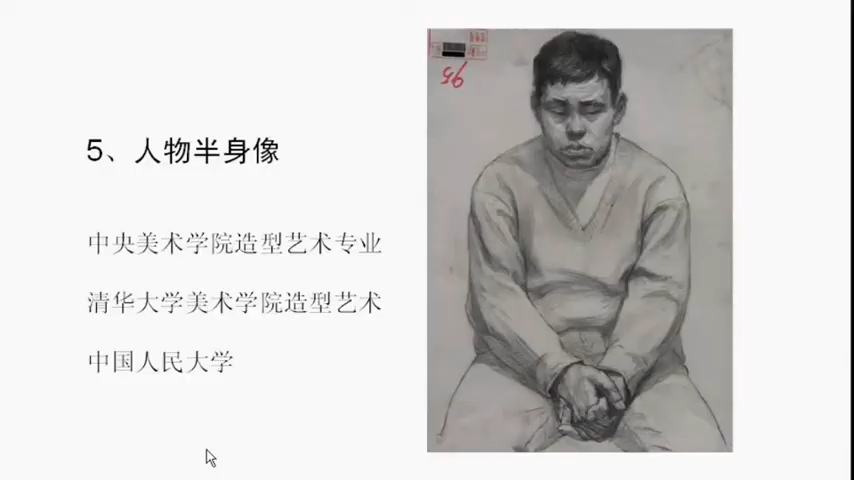 5、人物半身像
中央美术学院造型艺术专业
清华大学美术学院造型艺术
中国人民大学
95